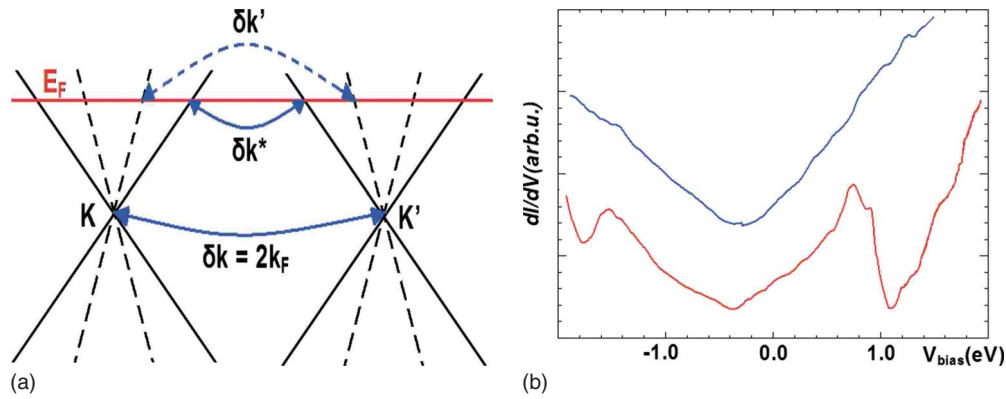 δk'
E_F
δk*
K
K'
δk = 2k_F
(a)
dI/dV(arb.u.)
-1.0
0.0
1.0
V_bias(eV)
(b)